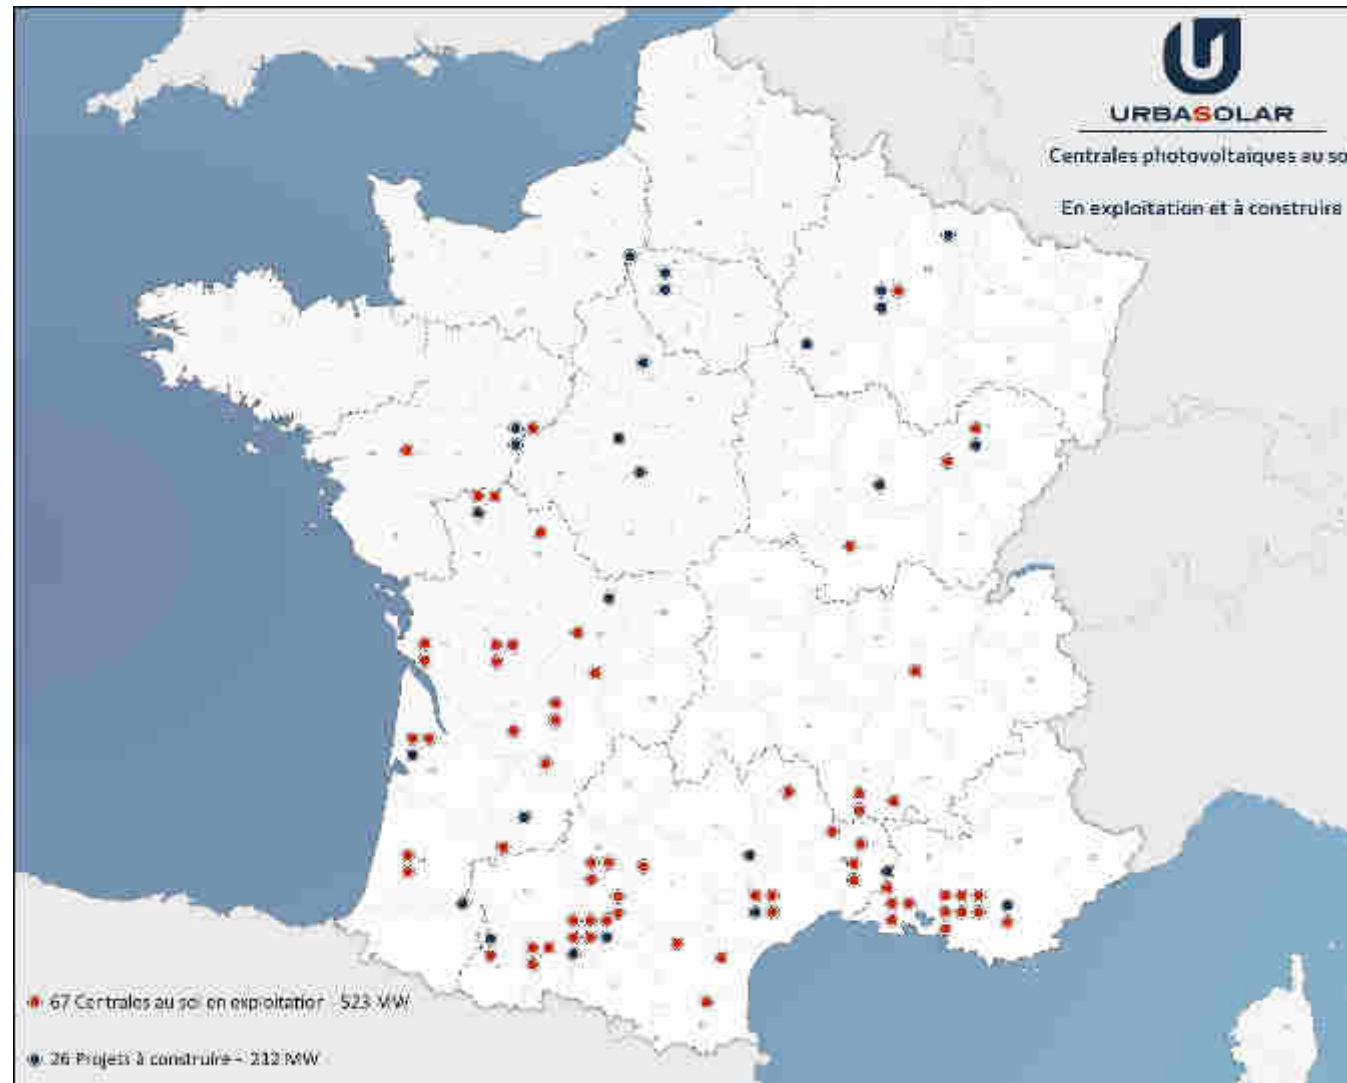 URBASOLAR
Centrales photovoltaïques au so
En exploitation et à construire
67 Centrales au sol en exploitation - 523 MW
26 Projets à construire – 212 MW